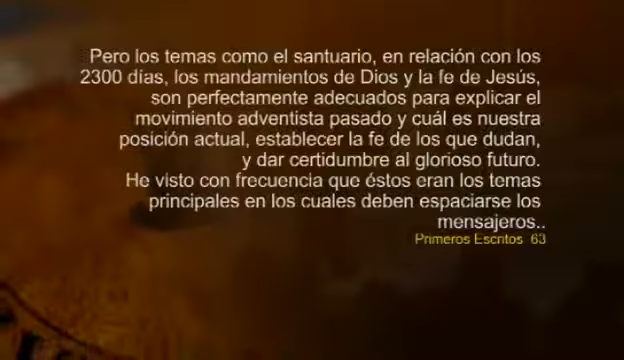 Pero los temas como el santuario, en relación con los
2300 días, los mandamientos de Dios y la fe de Jesús,
son perfectamente adecuados para explicar el
movimiento adventista pasado y cuál es nuestra
posición actual, establecer la fe de los que dudan,
y dar certidumbre al glorioso futuro.
He visto con frecuencia que éstos eran los temas
principales en los cuales deben espaciarse los
mensajeros..
Primeros Escritos 63